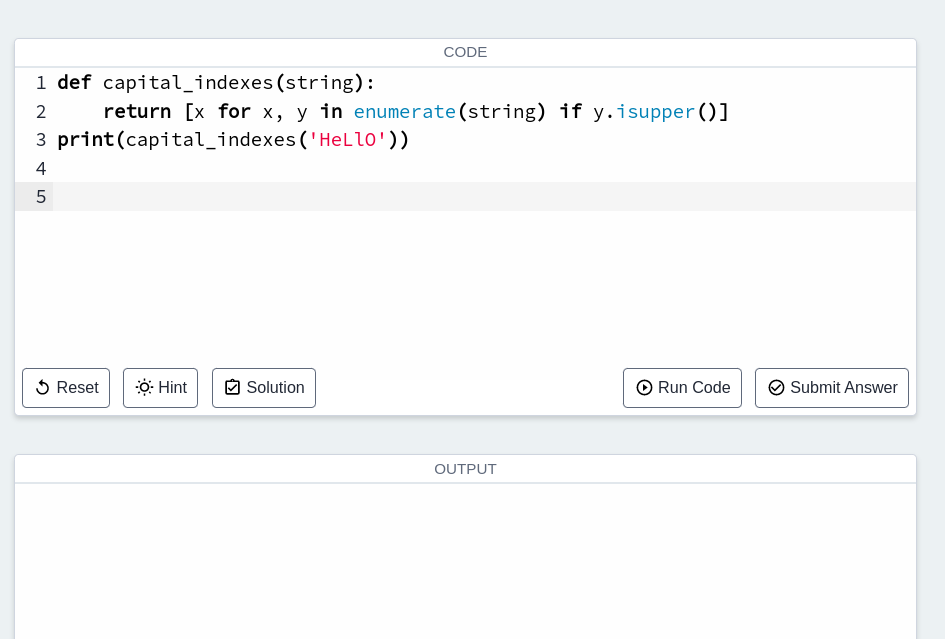 CODE
1 def capital_indexes(string):
2     return [x for x, y in enumerate(string) if y.isupper()]
3 print(capital_indexes('HeLlO'))
4
5
Reset Hint Solution Run Code Submit Answer
OUTPUT